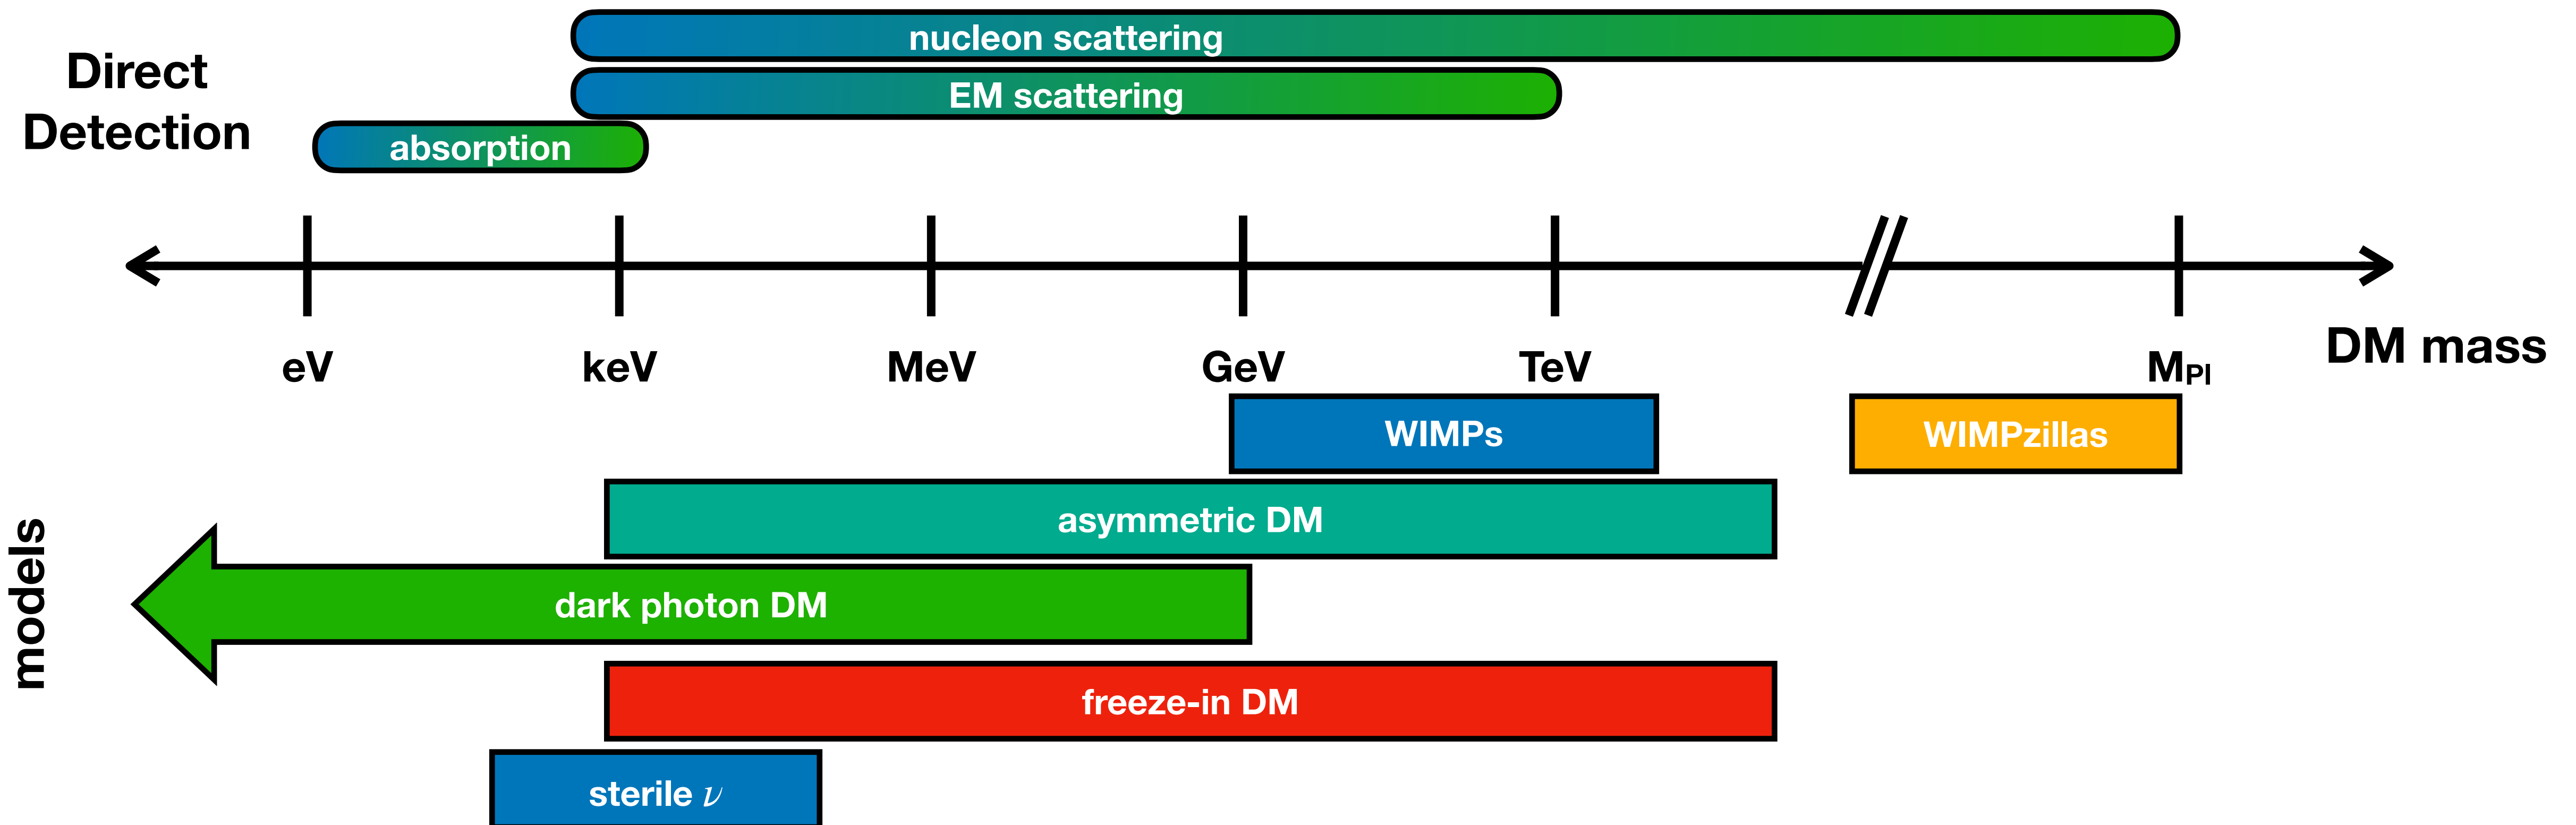 Direct
Detection
nucleon scattering
EM scattering
absorption
eV
keV
MeV
GeV
TeV
MPl
DM mass
models
WIMPs
WIMPzillas
asymmetric DM
dark photon DM
freeze-in DM
sterile ν